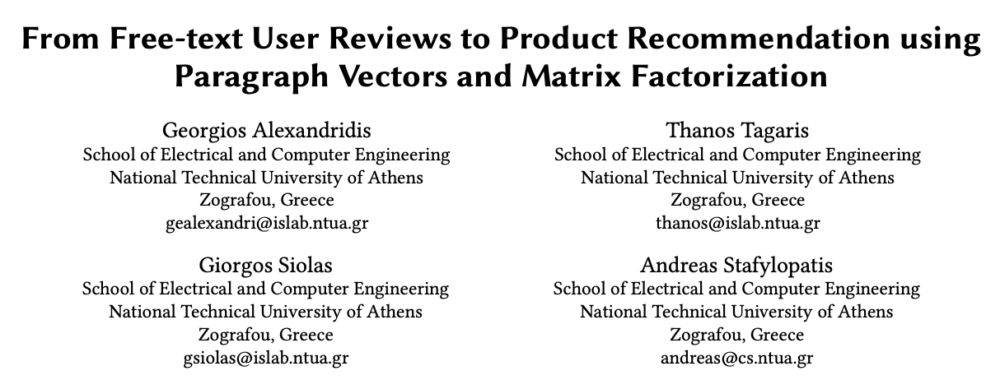 From Free-text User Reviews to Product Recommendation using
Paragraph Vectors and Matrix Factorization
Georgios Alexandridis
School of Electrical and Computer Engineering
National Technical University of Athens
Zografou, Greece
gealexandri@islab.ntua.gr
Thanos Tagaris
School of Electrical and Computer Engineering
National Technical University of Athens
Zografou, Greece
thanos@islab.ntua.gr
Giorgos Siolas
School of Electrical and Computer Engineering
National Technical University of Athens
Zografou, Greece
gsiolas@islab.ntua.gr
Andreas Stafylopatis
School of Electrical and Computer Engineering
National Technical University of Athens
Zografou, Greece
andreas@cs.ntua.gr